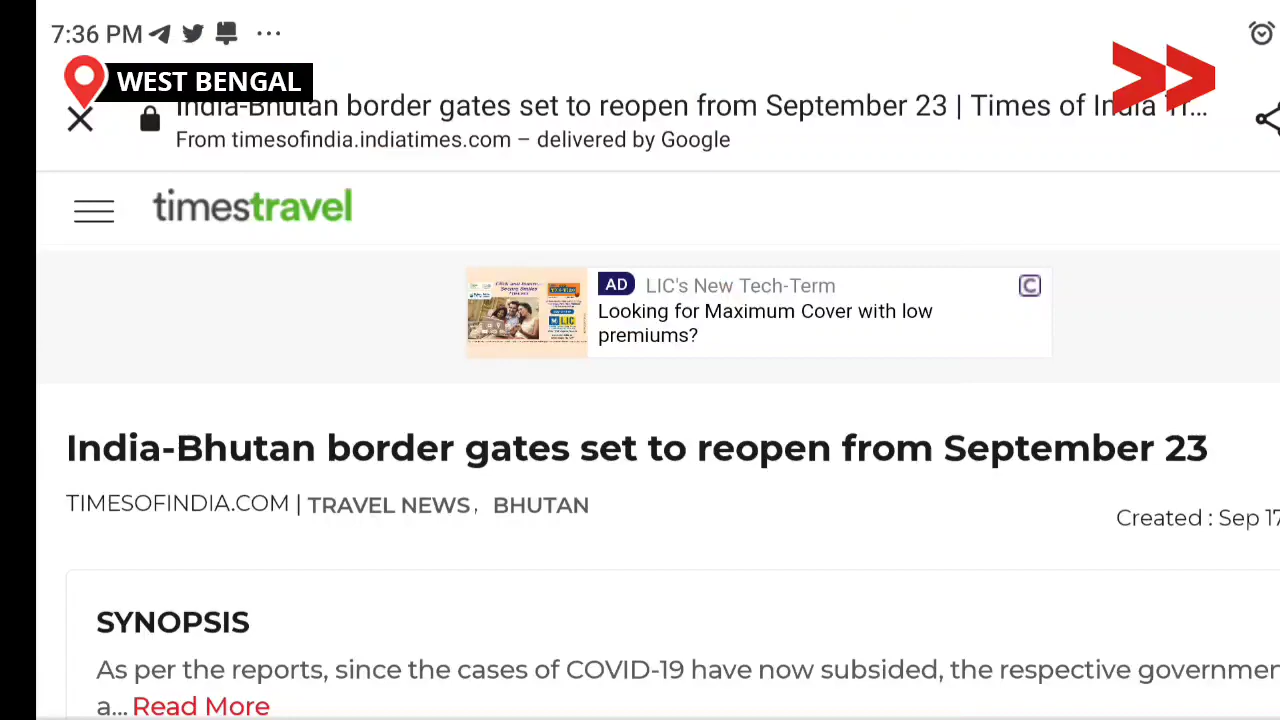 7:36 PM
WEST BENGAL
India-Bhutan border gates set to reopen from September 23 | Times of India Tr...
From timesofindia.indiatimes.com – delivered by Google
timestravel
AD LIC's New Tech-Term
Looking for Maximum Cover with low
premiums?
India-Bhutan border gates set to reopen from September 23
TIMESOFINDIA.COM | TRAVEL NEWS, BHUTAN
Created : Sep 17
SYNOPSIS
As per the reports, since the cases of COVID-19 have now subsided, the respective governmen
a... Read More